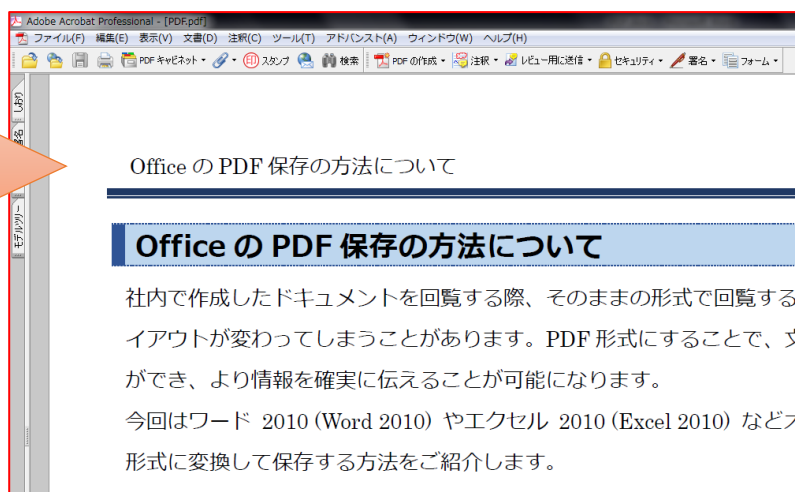 Adobe Acrobat Professional - [PDF.pdf]
ファイル(F) 編集(E) 表示(V) 文書(D) 注釈(C) ツール(T) アドバンスト(A) ウィンドウ(W) ヘルプ(H)
PDF キャビネット スタンプ 検索 PDF の作成 注釈 レビュー用に送信 セキュリティ 署名 フォーム
しおり
署名
モデルツリー
Office の PDF 保存の方法について
Office の PDF 保存の方法について
社内で作成したドキュメントを回覧する際、そのままの形式で回覧する
イアウトが変わってしまうことがあります。PDF 形式にすることで、文
ができ、より情報を確実に伝えることが可能になります。
今回はワード 2010 (Word 2010) やエクセル 2010 (Excel 2010) など
形式に変換して保存する方法をご紹介します。